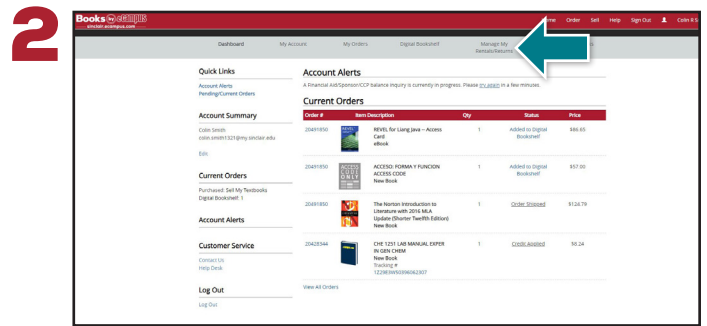 2
Books by eCampus
sinclair.ecampus.com
Order Sell Help Sign Out Colin R S
Dashboard My Account My Orders Digital Bookshelf Manage My
Rentals/Returns
Quick Links
Account Alerts
Pending/Current Orders
Account Summary
Colin Smith
colin.smith1321@my.sinclair.edu
Edit
Current Orders
Purchased: Sell My Textbooks
Digital Bookshelf: 1
Account Alerts
Customer Service
Contact Us
Help Desk
Log Out
Log Out
Account Alerts
A Financial Aid/Sponsor/CCP balance inquiry is currently in progress. Please try again in a few minutes.
Current Orders
Order # Item Description Qty Status Price
20491850 REVEL for Liang Java -- Access 1 Added to Digital $86.65
Card Bookshelf
eBook
20491850 ACCESO: FORMA Y FUNCION 1 Added to Digital $57.00
ACCESS CODE Bookshelf
New Book
20491850 The Norton Introduction to 1 Order Shipped $124.79
Literature with 2016 MLA
Update (Shorter Twelfth Edition)
New Book
20428344 CHE 1251 LAB MANUAL EXPER 1 Credit Applied $8.24
IN GEN CHEM
New Book
Tracking #
View All Orders